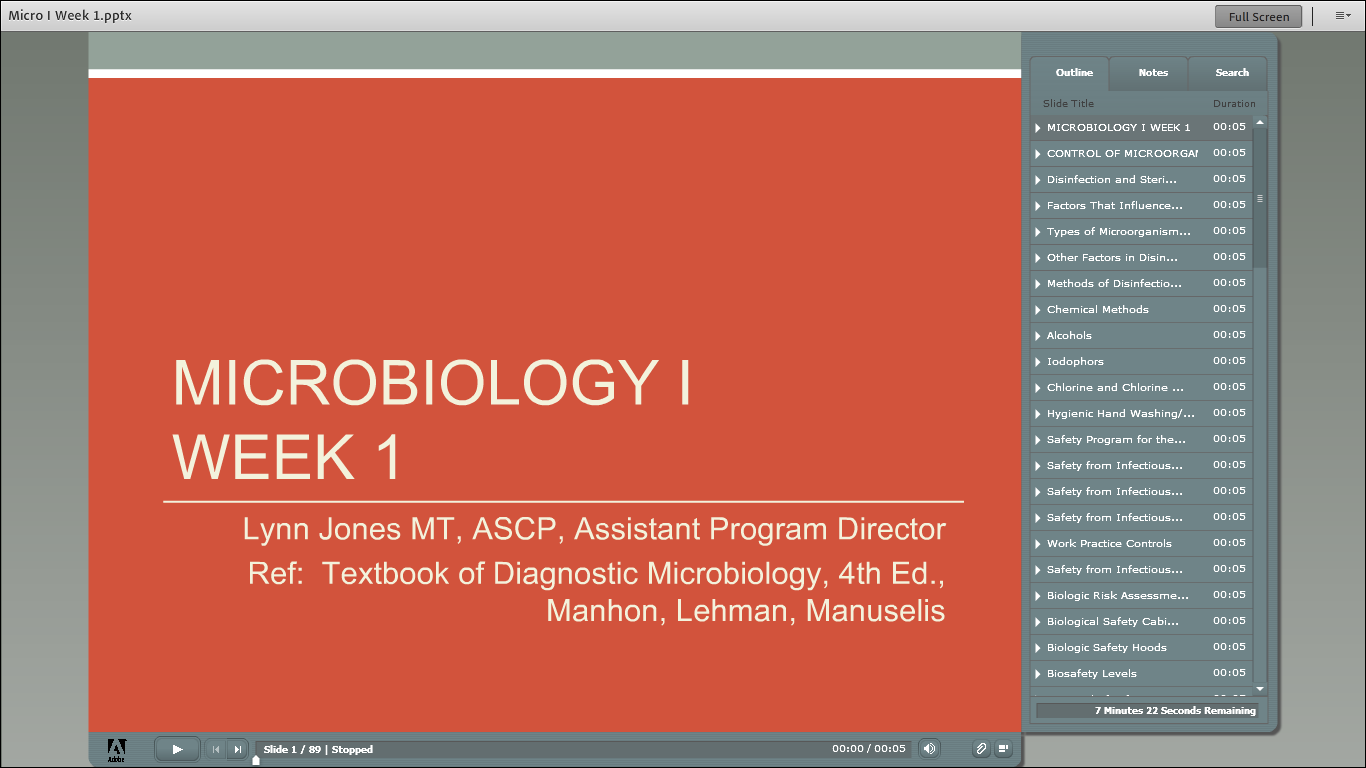 Micro I Week 1.pptx
Full Screen
MICROBIOLOGY I
WEEK 1
Lynn Jones MT, ASCP, Assistant Program Director
Ref:  Textbook of Diagnostic Microbiology, 4th Ed.,
Manhon, Lehman, Manuselis
Outline Notes Search
Slide Title Duration
MICROBIOLOGY I WEEK 1 00:05
CONTROL OF MICROORGAN 00:05
Disinfection and Steri... 00:05
Factors That Influence... 00:05
Types of Microorganism... 00:05
Other Factors in Disin... 00:05
Methods of Disinfectio... 00:05
Chemical Methods 00:05
Alcohols 00:05
Iodophors 00:05
Chlorine and Chlorine ... 00:05
Hygienic Hand Washing/... 00:05
Safety Program for the... 00:05
Safety from Infectious... 00:05
Safety from Infectious... 00:05
Safety from Infectious... 00:05
Work Practice Controls 00:05
Safety from Infectious... 00:05
Biologic Risk Assessme... 00:05
Biological Safety Cabi... 00:05
Biologic Safety Hoods 00:05
Biosafety Levels 00:05
7 Minutes 22 Seconds Remaining
Adobe
Slide 1 / 89 | Stopped 00:00 / 00:05